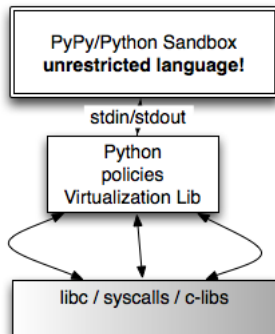 PyPy/Python Sandbox
unrestricted language!
stdin/stdout
Python
policies
Virtualization Lib
libc / syscalls / c-libs